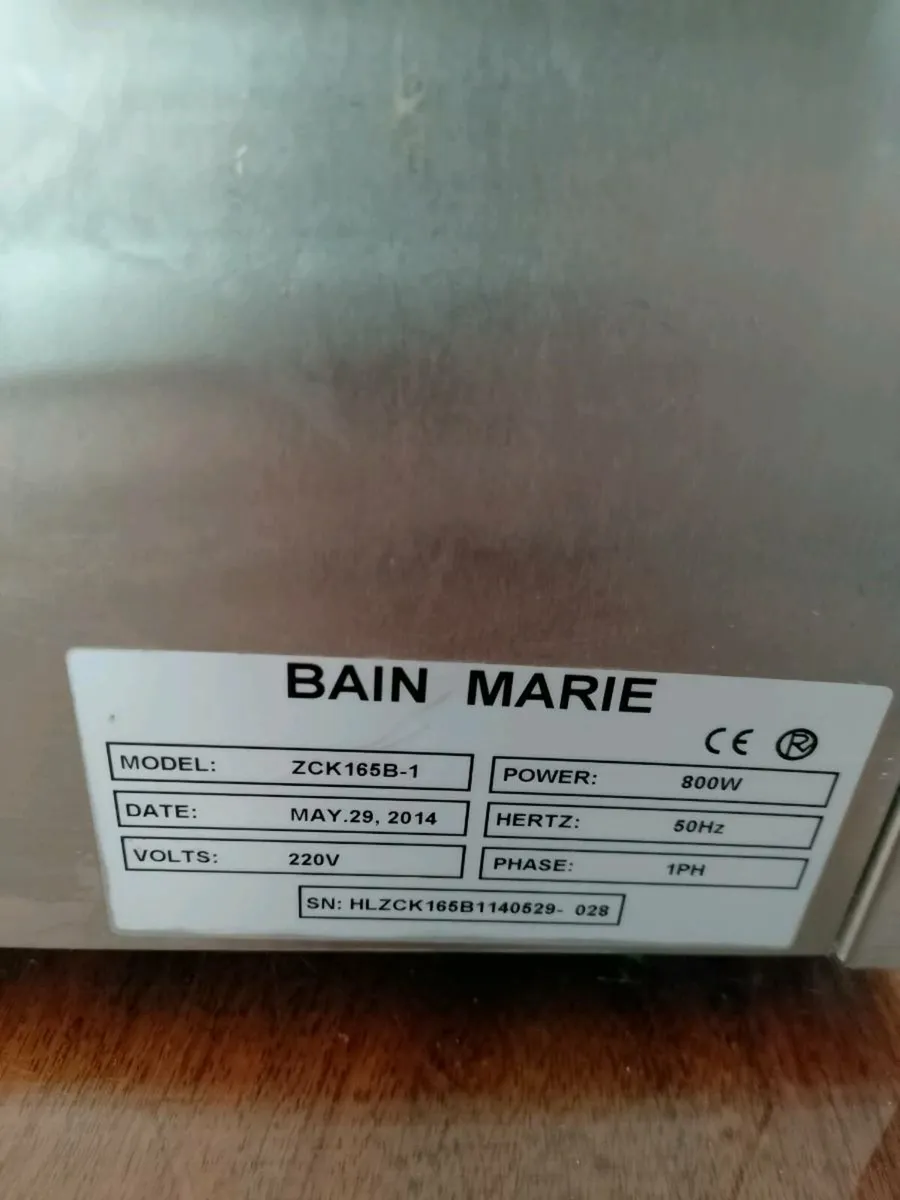 BAIN MARIE
CE ®
MODEL: ZCK165B-1
POWER: 800W
DATE: MAY.29, 2014
HERTZ: 50Hz
VOLTS: 220V
PHASE: 1PH
SN: HLZCK165B1140529- 028